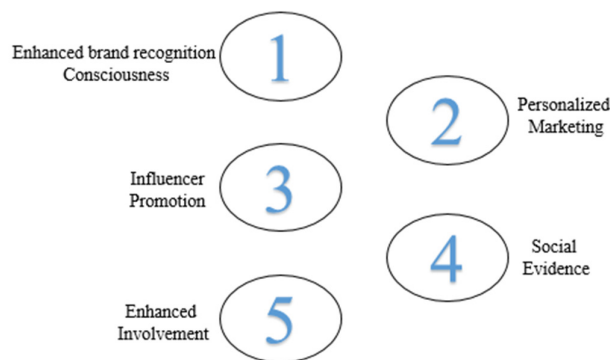 Enhanced brand recognition
Consciousness
1
2
Personalized
Marketing
Influencer
Promotion
3
4
Social
Evidence
Enhanced
Involvement
5